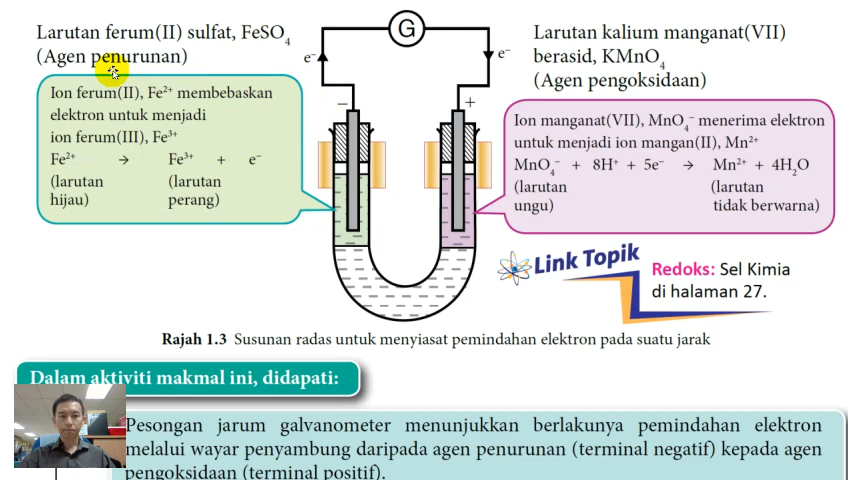 Larutan ferum(II) sulfat, FeSO₄
(Agen penurunan)
Ion ferum(II), Fe²⁺ membebaskan
elektron untuk menjadi
ion ferum(III), Fe³⁺
Fe²⁺ → Fe³⁺ + e⁻
(larutan (larutan
hijau) perang)
G
e⁻
e⁻
–
+
Larutan kalium manganat(VII)
berasid, KMnO₄
(Agen pengoksidaan)
Ion manganat(VII), MnO₄⁻ menerima elektron
untuk menjadi ion mangan(II), Mn²⁺
MnO₄⁻ + 8H⁺ + 5e⁻ → Mn²⁺ + 4H₂O
(larutan (larutan
ungu) tidak berwarna)
Link Topik
Redoks: Sel Kimia
di halaman 27.
Rajah 1.3 Susunan radas untuk menyiasat pemindahan elektron pada suatu jarak
Dalam aktiviti makmal ini, didapati:
Pesongan jarum galvanometer menunjukkan berlakunya pemindahan elektron
melalui wayar penyambung daripada agen penurunan (terminal negatif) kepada agen
pengoksidaan (terminal positif).